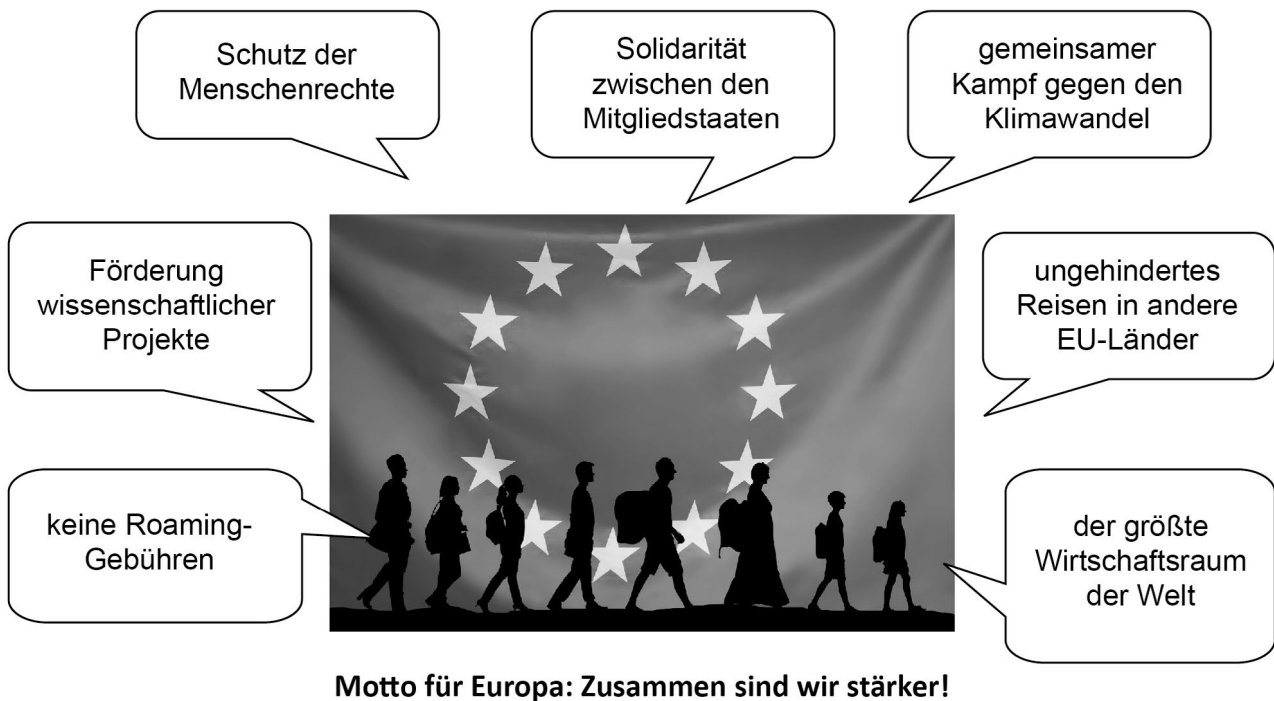 Schutz der
Menschenrechte
Solidarität
zwischen den
Mitgliedstaaten
gemeinsamer
Kampf gegen den
Klimawandel
Förderung
wissenschaftlicher
Projekte
ungehindertes
Reisen in andere
EU-Länder
keine Roaming-
Gebühren
der größte
Wirtschaftsraum
der Welt
Motto für Europa: Zusammen sind wir stärker!